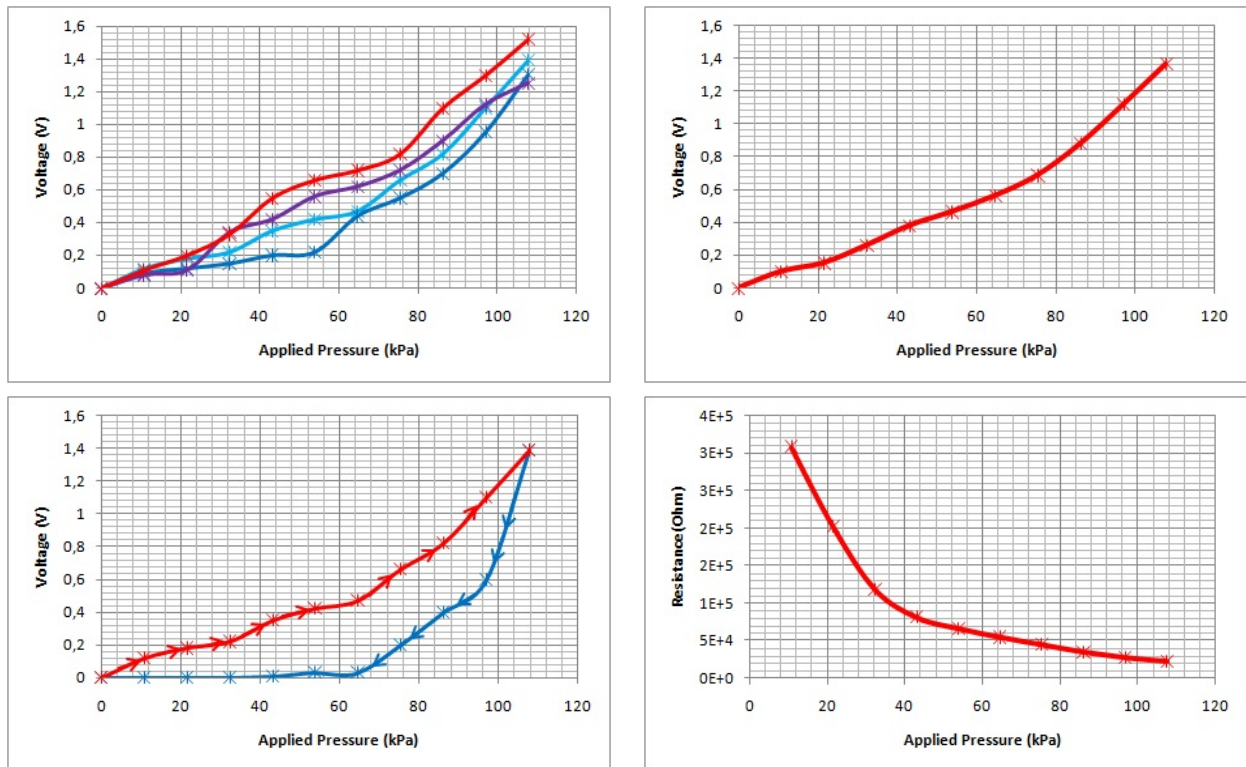 1,6
1,4
1,2
1
0,8
0,6
0,4
0,2
0
Voltage (V)
0 20 40 60 80 100 120
Applied Pressure (kPa)
1,6
1,4
1,2
1
0,8
0,6
0,4
0,2
0
Voltage (V)
0 20 40 60 80 100 120
Applied Pressure (kPa)
1,6
1,4
1,2
1
0,8
0,6
0,4
0,2
0
Voltage (V)
0 20 40 60 80 100 120
Applied Pressure (kPa)
4E+5
3E+5
3E+5
2E+5
2E+5
1E+5
5E+4
0E+0
Resistance(Ohm)
0 20 40 60 80 100 120
Applied Pressure (kPa)